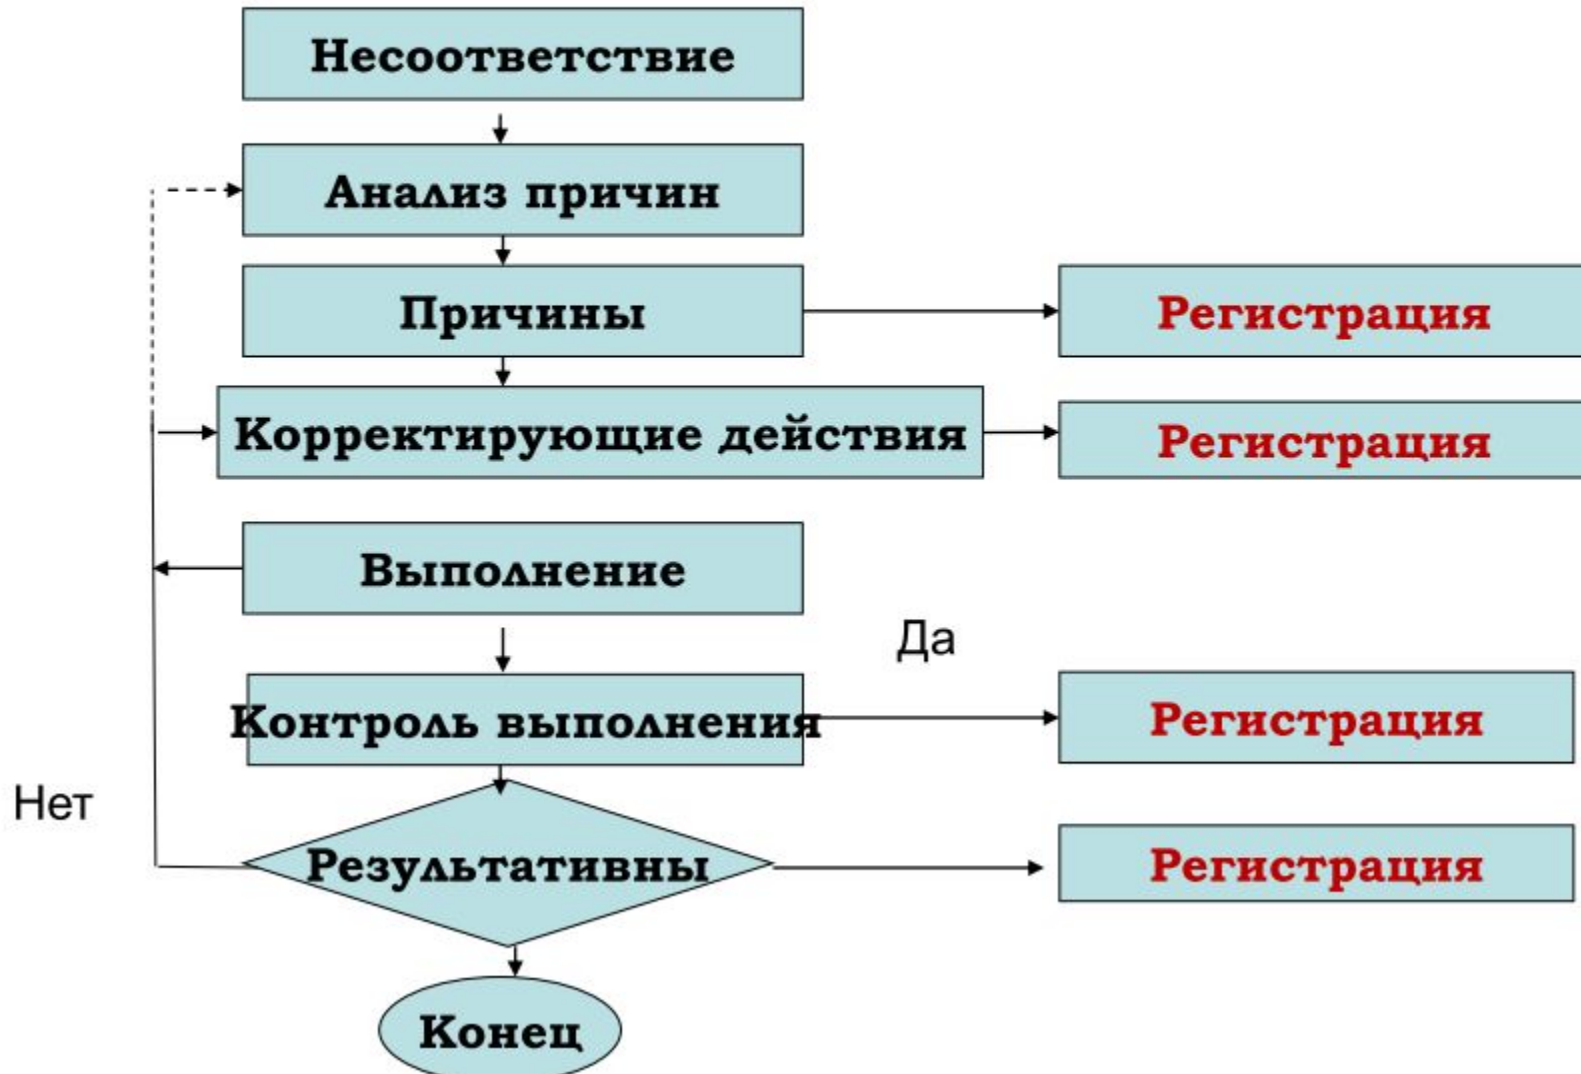 Несоответствие
Анализ причин
Причины
Регистрация
Корректирующие действия
Регистрация
Выполнение
Да
Контроль выполнения
Регистрация
Нет
Результативны
Регистрация
Конец